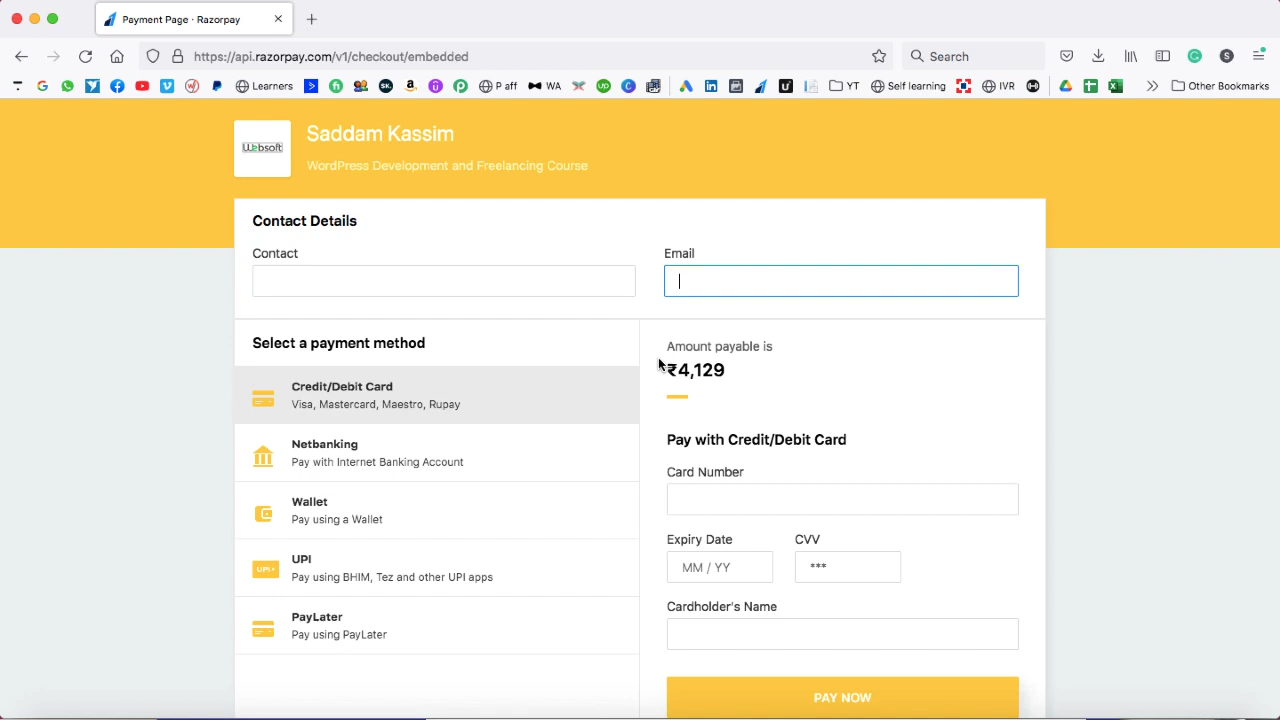 Payment Page · Razorpay
https://api.razorpay.com/v1/checkout/embedded
Search
S
Learners
P aff
WA
YT
Self learning
IVR
Other Bookmarks
Websoft
Saddam Kassim
WordPress Development and Freelancing Course
Contact Details
Contact
Email
Select a payment method
Credit/Debit Card
Visa, Mastercard, Maestro, Rupay
Netbanking
Pay with Internet Banking Account
Wallet
Pay using a Wallet
UPI
UPI
Pay using BHIM, Tez and other UPI apps
PayLater
Pay using PayLater
Amount payable is
₹4,129
Pay with Credit/Debit Card
Card Number
Expiry Date
CVV
MM / YY
***
Cardholder's Name
PAY NOW